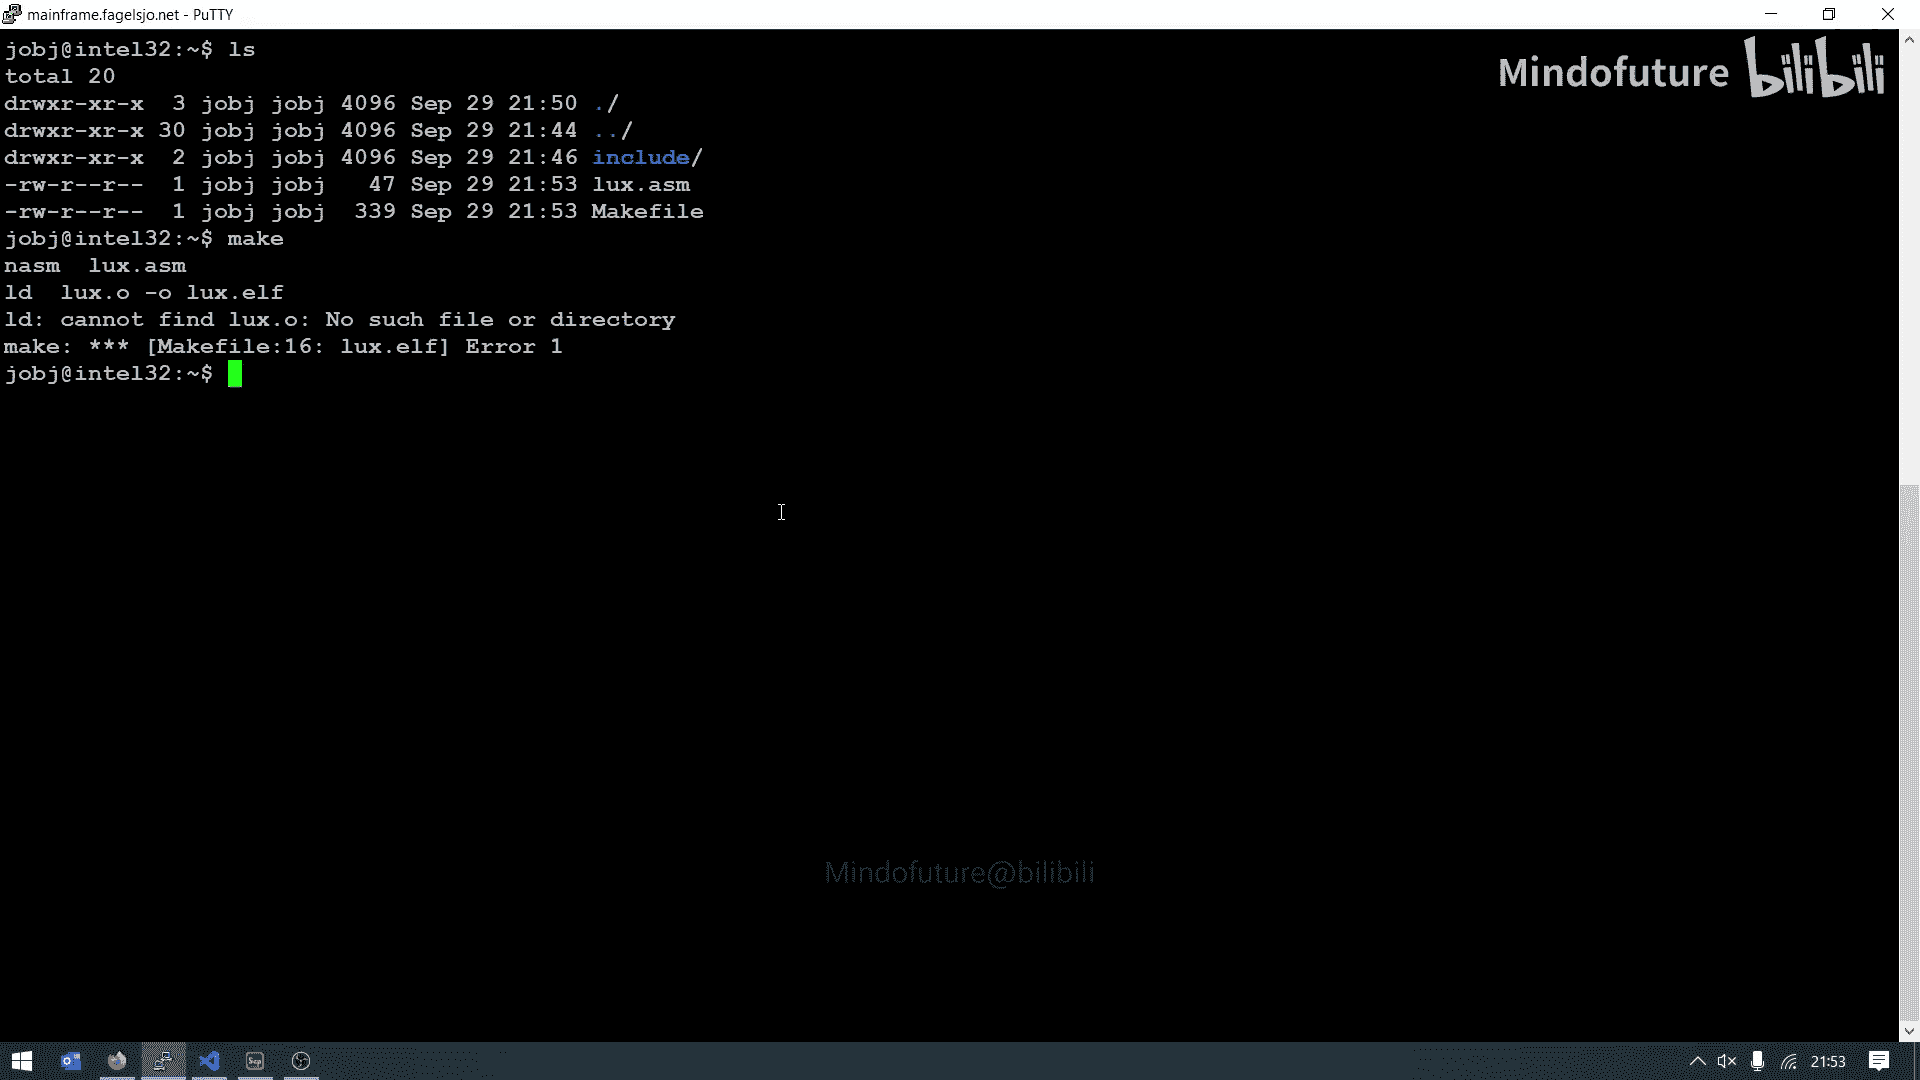 mainframe.fagelsjo.net - PuTTY
jobj@intel32:~$ ls
total 20
drwxr-xr-x  3 jobj jobj 4096 Sep 29 21:50 ./
drwxr-xr-x 30 jobj jobj 4096 Sep 29 21:44 ../
drwxr-xr-x  2 jobj jobj 4096 Sep 29 21:46 include/
-rw-r--r--  1 jobj jobj   47 Sep 29 21:53 lux.asm
-rw-r--r--  1 jobj jobj  339 Sep 29 21:53 Makefile
jobj@intel32:~$ make
nasm  lux.asm
ld  lux.o -o lux.elf
ld: cannot find lux.o: No such file or directory
make: *** [Makefile:16: lux.elf] Error 1
jobj@intel32:~$
Mindofuture bilibili
Mindofuture@bilibili
21:53